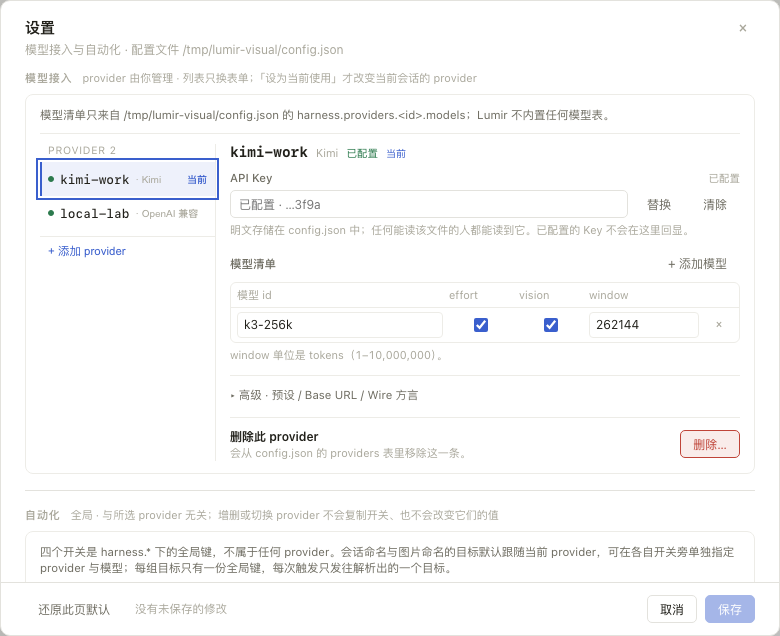 设置
×
模型接入与自动化 · 配置文件 /tmp/lumir-visual/config.json
模型接入 provider 由你管理 · 列表只换表单；「设为当前使用」才改变当前会话的 provider
模型清单只来自 /tmp/lumir-visual/config.json 的 harness.providers.<id>.models；Lumir 不内置任何模型表。
PROVIDER 2
kimi-work · Kimi 当前
local-lab · OpenAI 兼容
+ 添加 provider
kimi-work Kimi 已配置 当前
API Key 已配置
已配置 · …3f9a 替换 清除
明文存储在 config.json 中；任何能读该文件的人都能读到它。已配置的 Key 不会在这里回显。
模型清单 + 添加模型
模型 id effort vision window
k3-256k 262144 ×
window 单位是 tokens（1–10,000,000）。
▸ 高级 · 预设 / Base URL / Wire 方言
删除此 provider
会从 config.json 的 providers 表里移除这一条。
删除…
自动化 全局 · 与所选 provider 无关；增删或切换 provider 不会复制开关、也不会改变它们的值
四个开关是 harness.* 下的全局键，不属于任何 provider。会话命名与图片命名的目标默认跟随当前 provider，可在各自开关旁单独指定
provider 与模型；每组目标只有一份全局键，每次触发只发往解析出的一个目标。
还原此页默认 没有未保存的修改 取消 保存